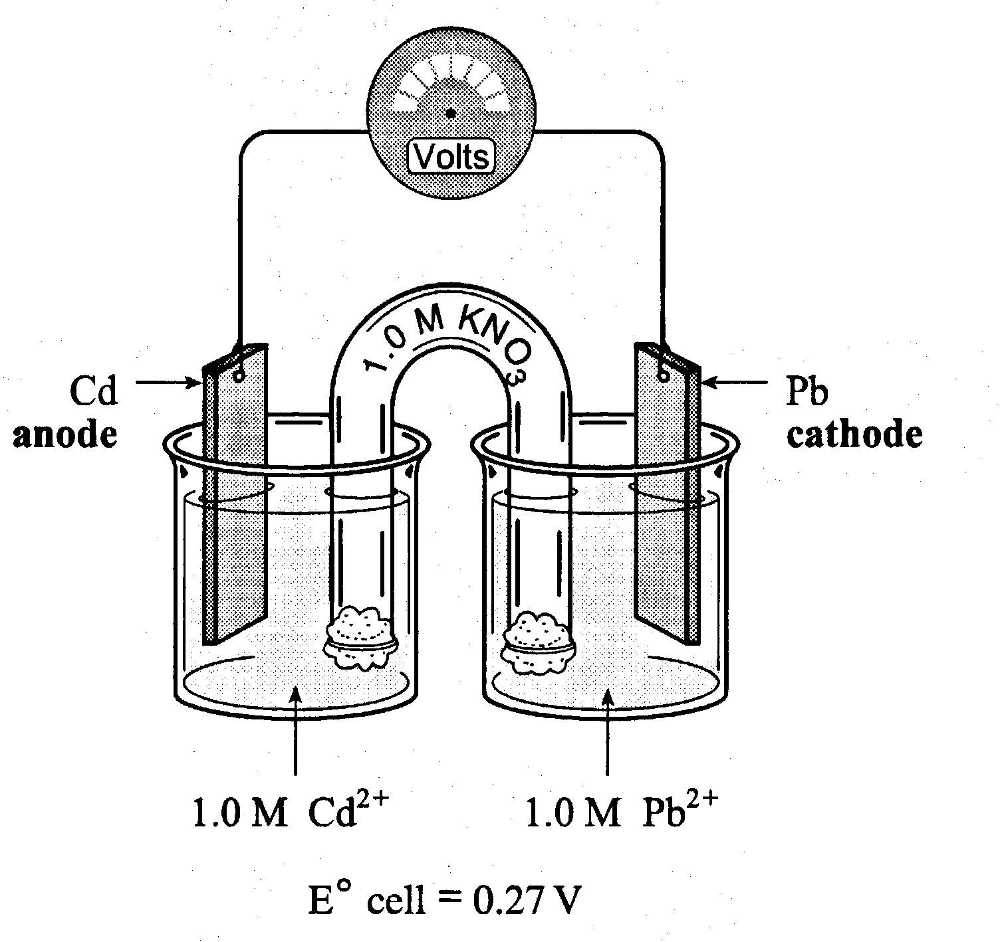 Volts
1.0 M KNO₃
Cd
anode
Pb
cathode
1.0 M Cd²⁺
1.0 M Pb²⁺
E° cell = 0.27 V